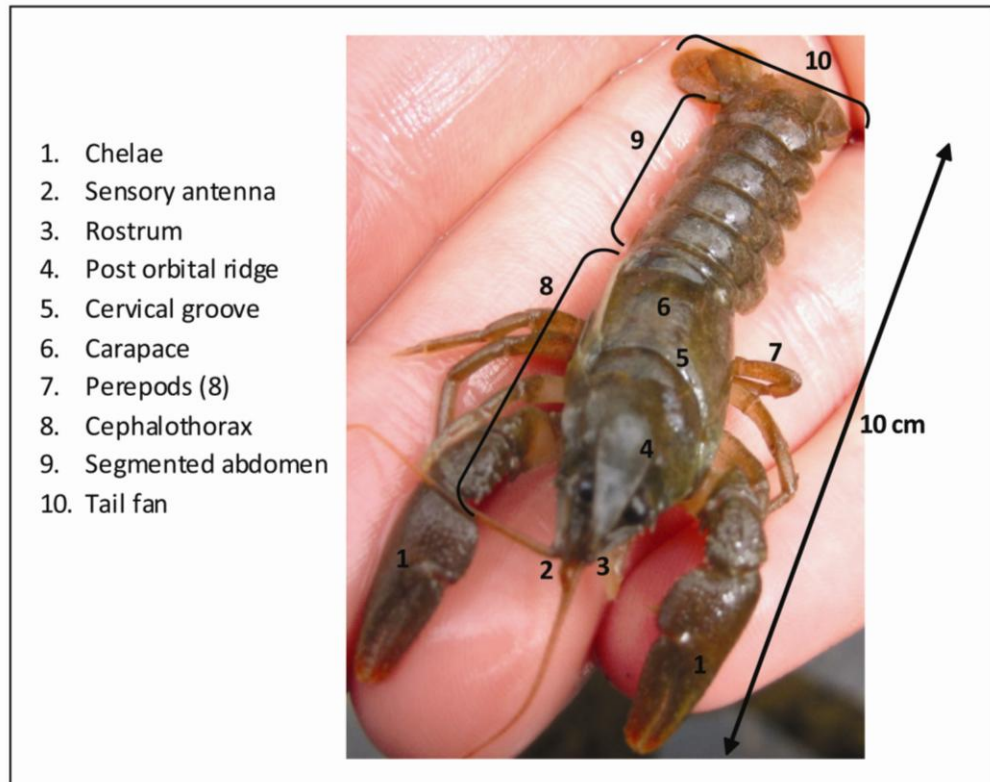 1. Chelae
2. Sensory antenna
3. Rostrum
4. Post orbital ridge
5. Cervical groove
6. Carapace
7. Perepods (8)
8. Cephalothorax
9. Segmented abdomen
10. Tail fan
10
9
8
6
5
7
4
10 cm
1
2
3
1